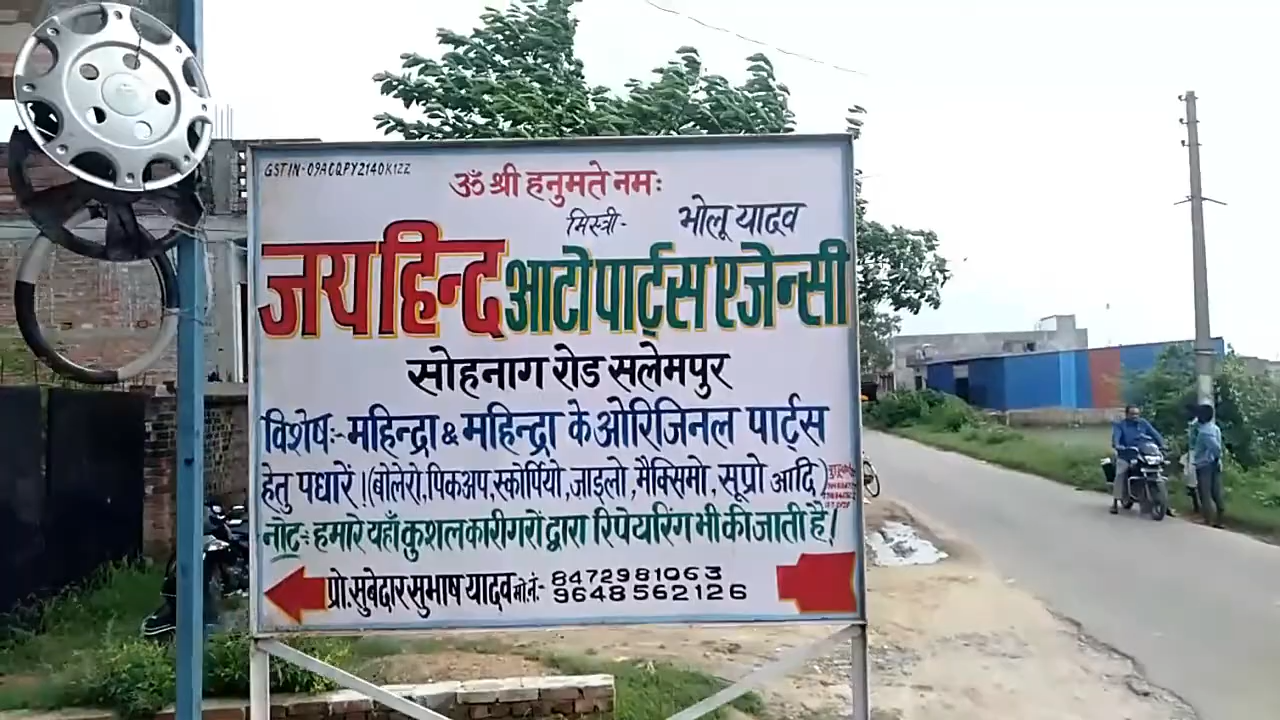 GSTIN-09ACQPY2140K1ZZ
ॐ श्री हनुमते नमः
मिस्त्री- भोलू यादव
जय हिन्द आटो पार्ट्स एजेन्सी
सोहनाग रोड सलेमपुर
विशेषः- महिन्द्रा & महिन्द्रा के ओरिजिनल पार्ट्स
हेतु पधारें ! (बोलेरो, पिकअप, स्कोर्पियो, जाइलो, मैक्सिमो, सूप्रो आदि)
नोट= हमारे यहाँ कुशल कारीगरों द्वारा रिपेयरिंग भी की जाती है।
प्रो. सुबेदार सुभाष यादव मो.नं.- 8472981063
9648562126